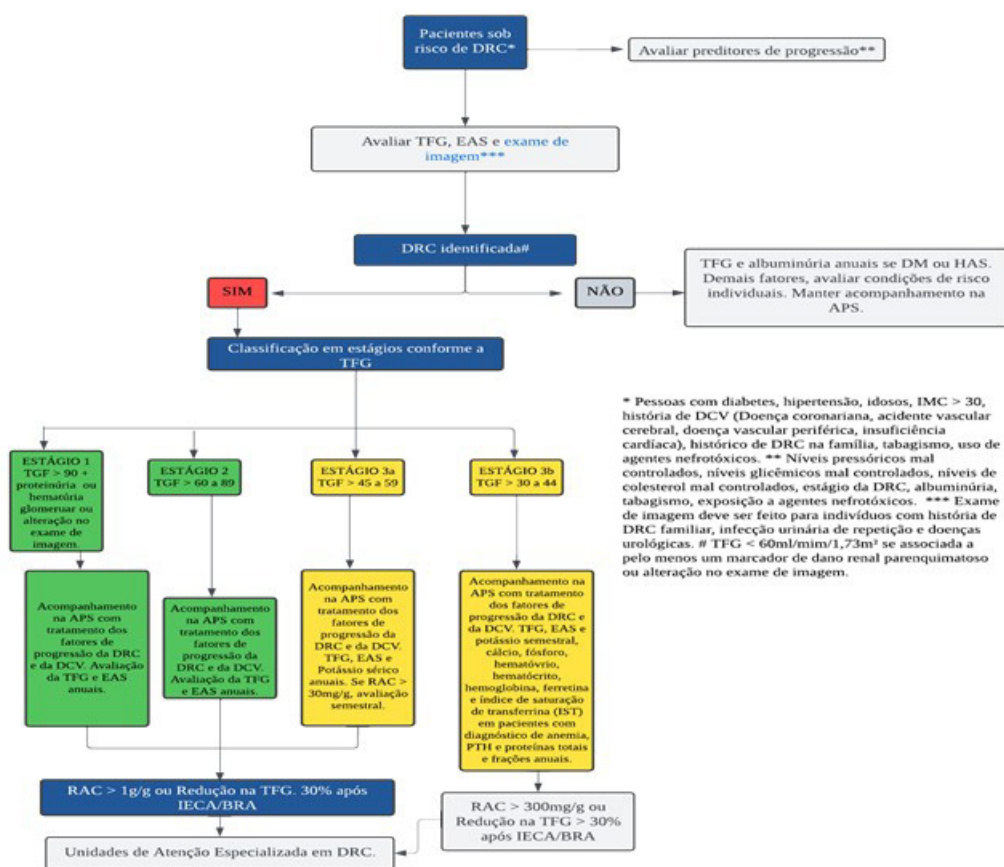 Pacientes sob
risco de DRC*
Avaliar preditores de progressão**
Avaliar TFG, EAS e exame de
imagem***
DRC identificada#
SIM
NÃO
TFG e albuminúria anuais se DM ou HAS.
Demais fatores, avaliar condições de risco
individuais. Manter acompanhamento na
APS.
Classificação em estágios conforme a
TFG
* Pessoas com diabetes, hipertensão, idosos, IMC > 30,
história de DCV (Doença coronariana, acidente vascular
cerebral, doença vascular periférica, insuficiência
cardíaca), histórico de DRC na família, tabagismo, uso de
agentes nefrotóxicos. ** Níveis pressóricos mal
controlados, níveis glicêmicos mal controlados, níveis de
colesterol mal controlados, estágio da DRC, albuminúria,
tabagismo, exposição a agentes nefrotóxicos. *** Exame
de imagem deve ser feito para indivíduos com história de
DRC familiar, infecção urinária de repetição e doenças
urológicas. # TFG < 60ml/mim/1,73m² se associada a
pelo menos um marcador de dano renal parenquimatoso
ou alteração no exame de imagem.
ESTÁGIO 1
TGF > 90 +
proteinúria ou
hematúria
glomeruar ou
alteração no
exame de
imagem.
ESTÁGIO 2
TGF > 60 a 89
ESTÁGIO 3a
TGF > 45 a 59
ESTÁGIO 3b
TGF > 30 a 44
Acompanhamento
na APS com
tratamento dos
fatores de
progressão da DRC
e da DCV. Avaliação
da TFG e EAS
anuais.
Acompanhamento
na APS com
tratamento dos
fatores de
progressão da
DRC e da DCV.
Avaliação da TFG
e EAS anuais.
Acompanhamento
na APS com
tratamento dos
fatores de
progressão da
DRC e da DCV.
TFG, EAS e
Potássio sérico
anuais. Se RAC >
30mg/g, avaliação
semestral.
Acompanhamento na
APS com tratamento
dos fatores de
progressão da DRC e
da DCV. TFG, EAS e
potássio semestral,
cálcio, fósforo,
hematóvrio,
hematócrito,
hemoglobina, ferretina e
índice de saturação de
transferrina (IST)
em pacientes com
diagnóstico de anemia,
PTH e proteínas totais
e frações anuais.
RAC > 1g/g ou Redução na TFG. 30% após
IECA/BRA
RAC > 300mg/g ou
Redução na TFG > 30%
após IECA/BRA
Unidades de Atenção Especializada em DRC.